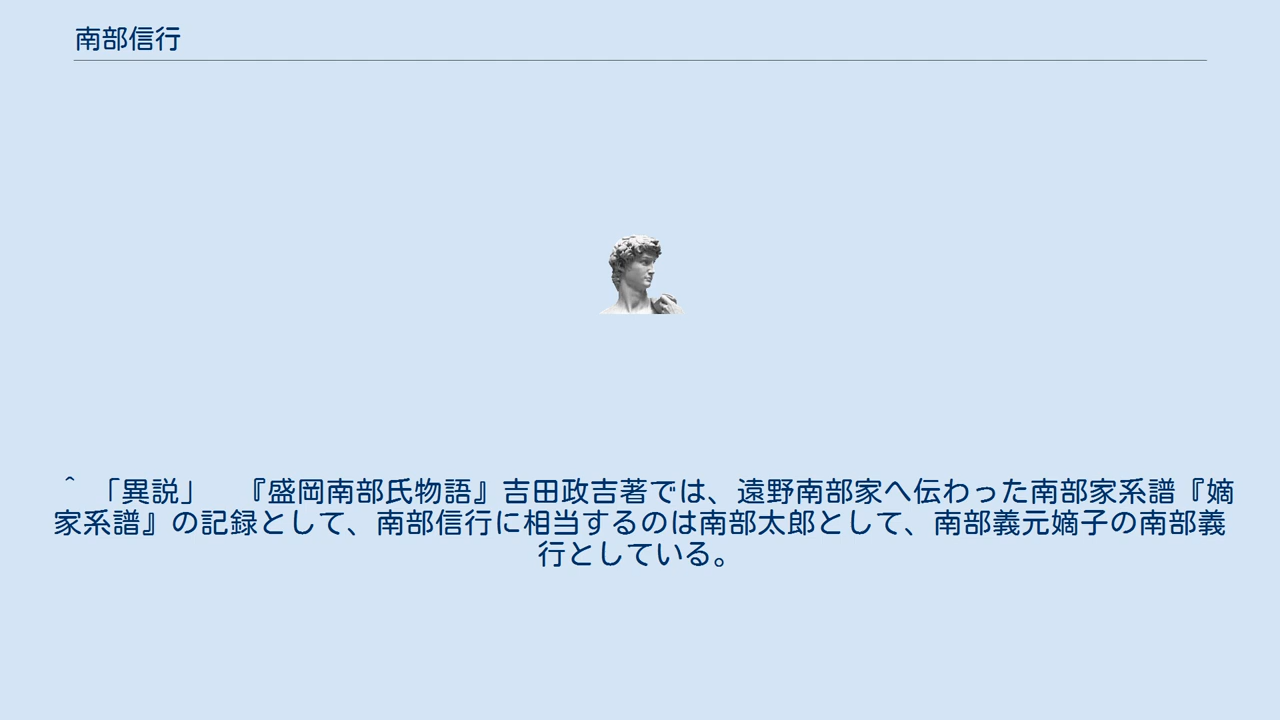 南部信行
^ 「異説」　『盛岡南部氏物語』吉田政吉著では、遠野南部家へ伝わった南部家系譜『嫡
家系譜』の記録として、南部信行に相当するのは南部太郎として、南部義元嫡子の南部義
行としている。